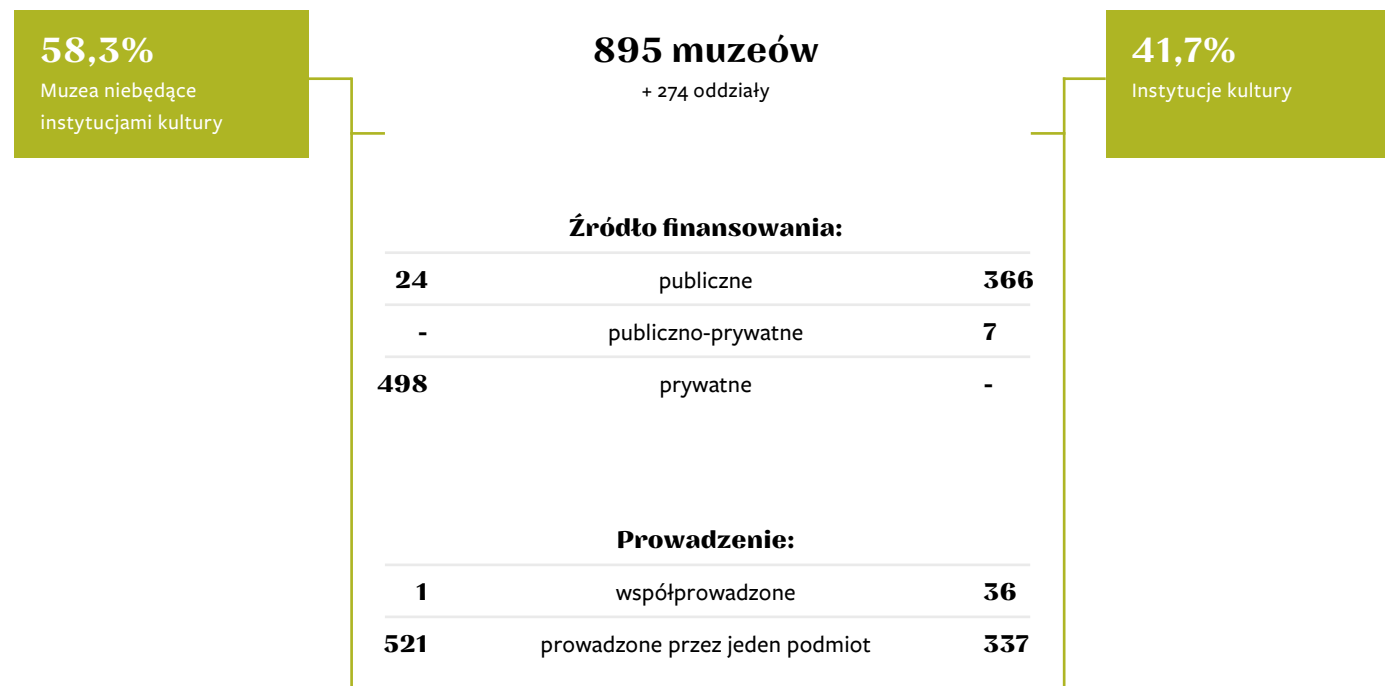 58,3%
Muzea niebędące
instytucjami kultury
895 muzeów
+ 274 oddziały
41,7%
Instytucje kultury
Źródło finansowania:
24 publiczne 366
- publiczno-prywatne 7
498 prywatne -
Prowadzenie:
1 współprowadzone 36
521 prowadzone przez jeden podmiot 337